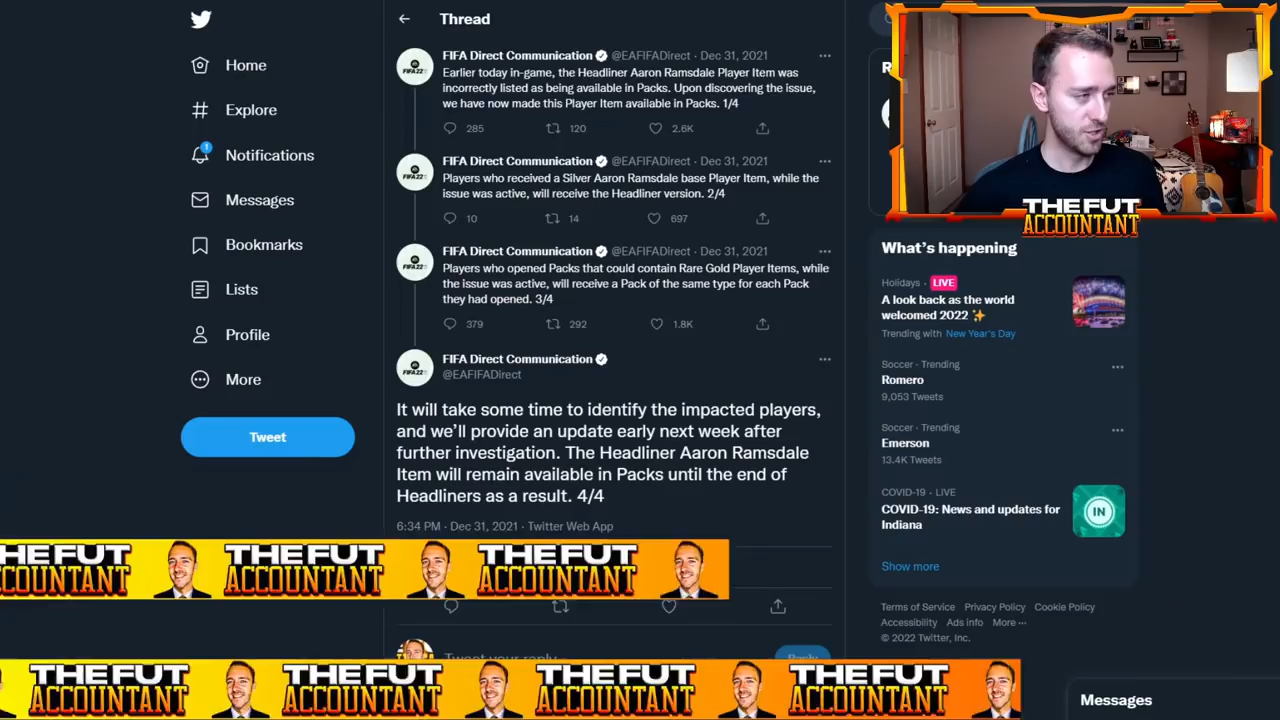 Thread
Home
Explore
1
Notifications
Messages
Bookmarks
Lists
Profile
More
Tweet
FIFA Direct Communication @EAFIFADirect · Dec 31, 2021
Earlier today in-game, the Headliner Aaron Ramsdale Player Item was
incorrectly listed as being available in Packs. Upon discovering the issue,
we have now made this Player Item available in Packs. 1/4
285 120 2.6K
FIFA Direct Communication @EAFIFADirect · Dec 31, 2021
Players who received a Silver Aaron Ramsdale base Player Item, while the
issue was active, will receive the Headliner version. 2/4
10 14 697
FIFA Direct Communication @EAFIFADirect · Dec 31, 2021
Players who opened Packs that could contain Rare Gold Player Items, while
the issue was active, will receive a Pack of the same type for each Pack
they had opened. 3/4
379 292 1.8K
FIFA Direct Communication
@EAFIFADirect
It will take some time to identify the impacted players,
and we'll provide an update early next week after
further investigation. The Headliner Aaron Ramsdale
Item will remain available in Packs until the end of
Headliners as a result. 4/4
6:34 PM · Dec 31, 2021 · Twitter Web App
Tweet your reply
Reply
THE FUT
ACCOUNTANT
What's happening
Holidays · LIVE
A look back as the world
welcomed 2022 ✨
Trending with New Year's Day
Soccer · Trending
Romero
9,053 Tweets
Soccer · Trending
Emerson
13.4K Tweets
COVID-19 · LIVE
COVID-19: News and updates for
Indiana
IN
Show more
Terms of Service Privacy Policy Cookie Policy
Accessibility Ads info More ···
© 2022 Twitter, Inc.
Messages
THE FUT THE FUT THE FUT
ACCOUNTANT ACCOUNTANT ACCOUNTANT
THE FUT THE FUT THE FUT THE FUT
ACCOUNTANT ACCOUNTANT ACCOUNTANT ACCOUNTANT